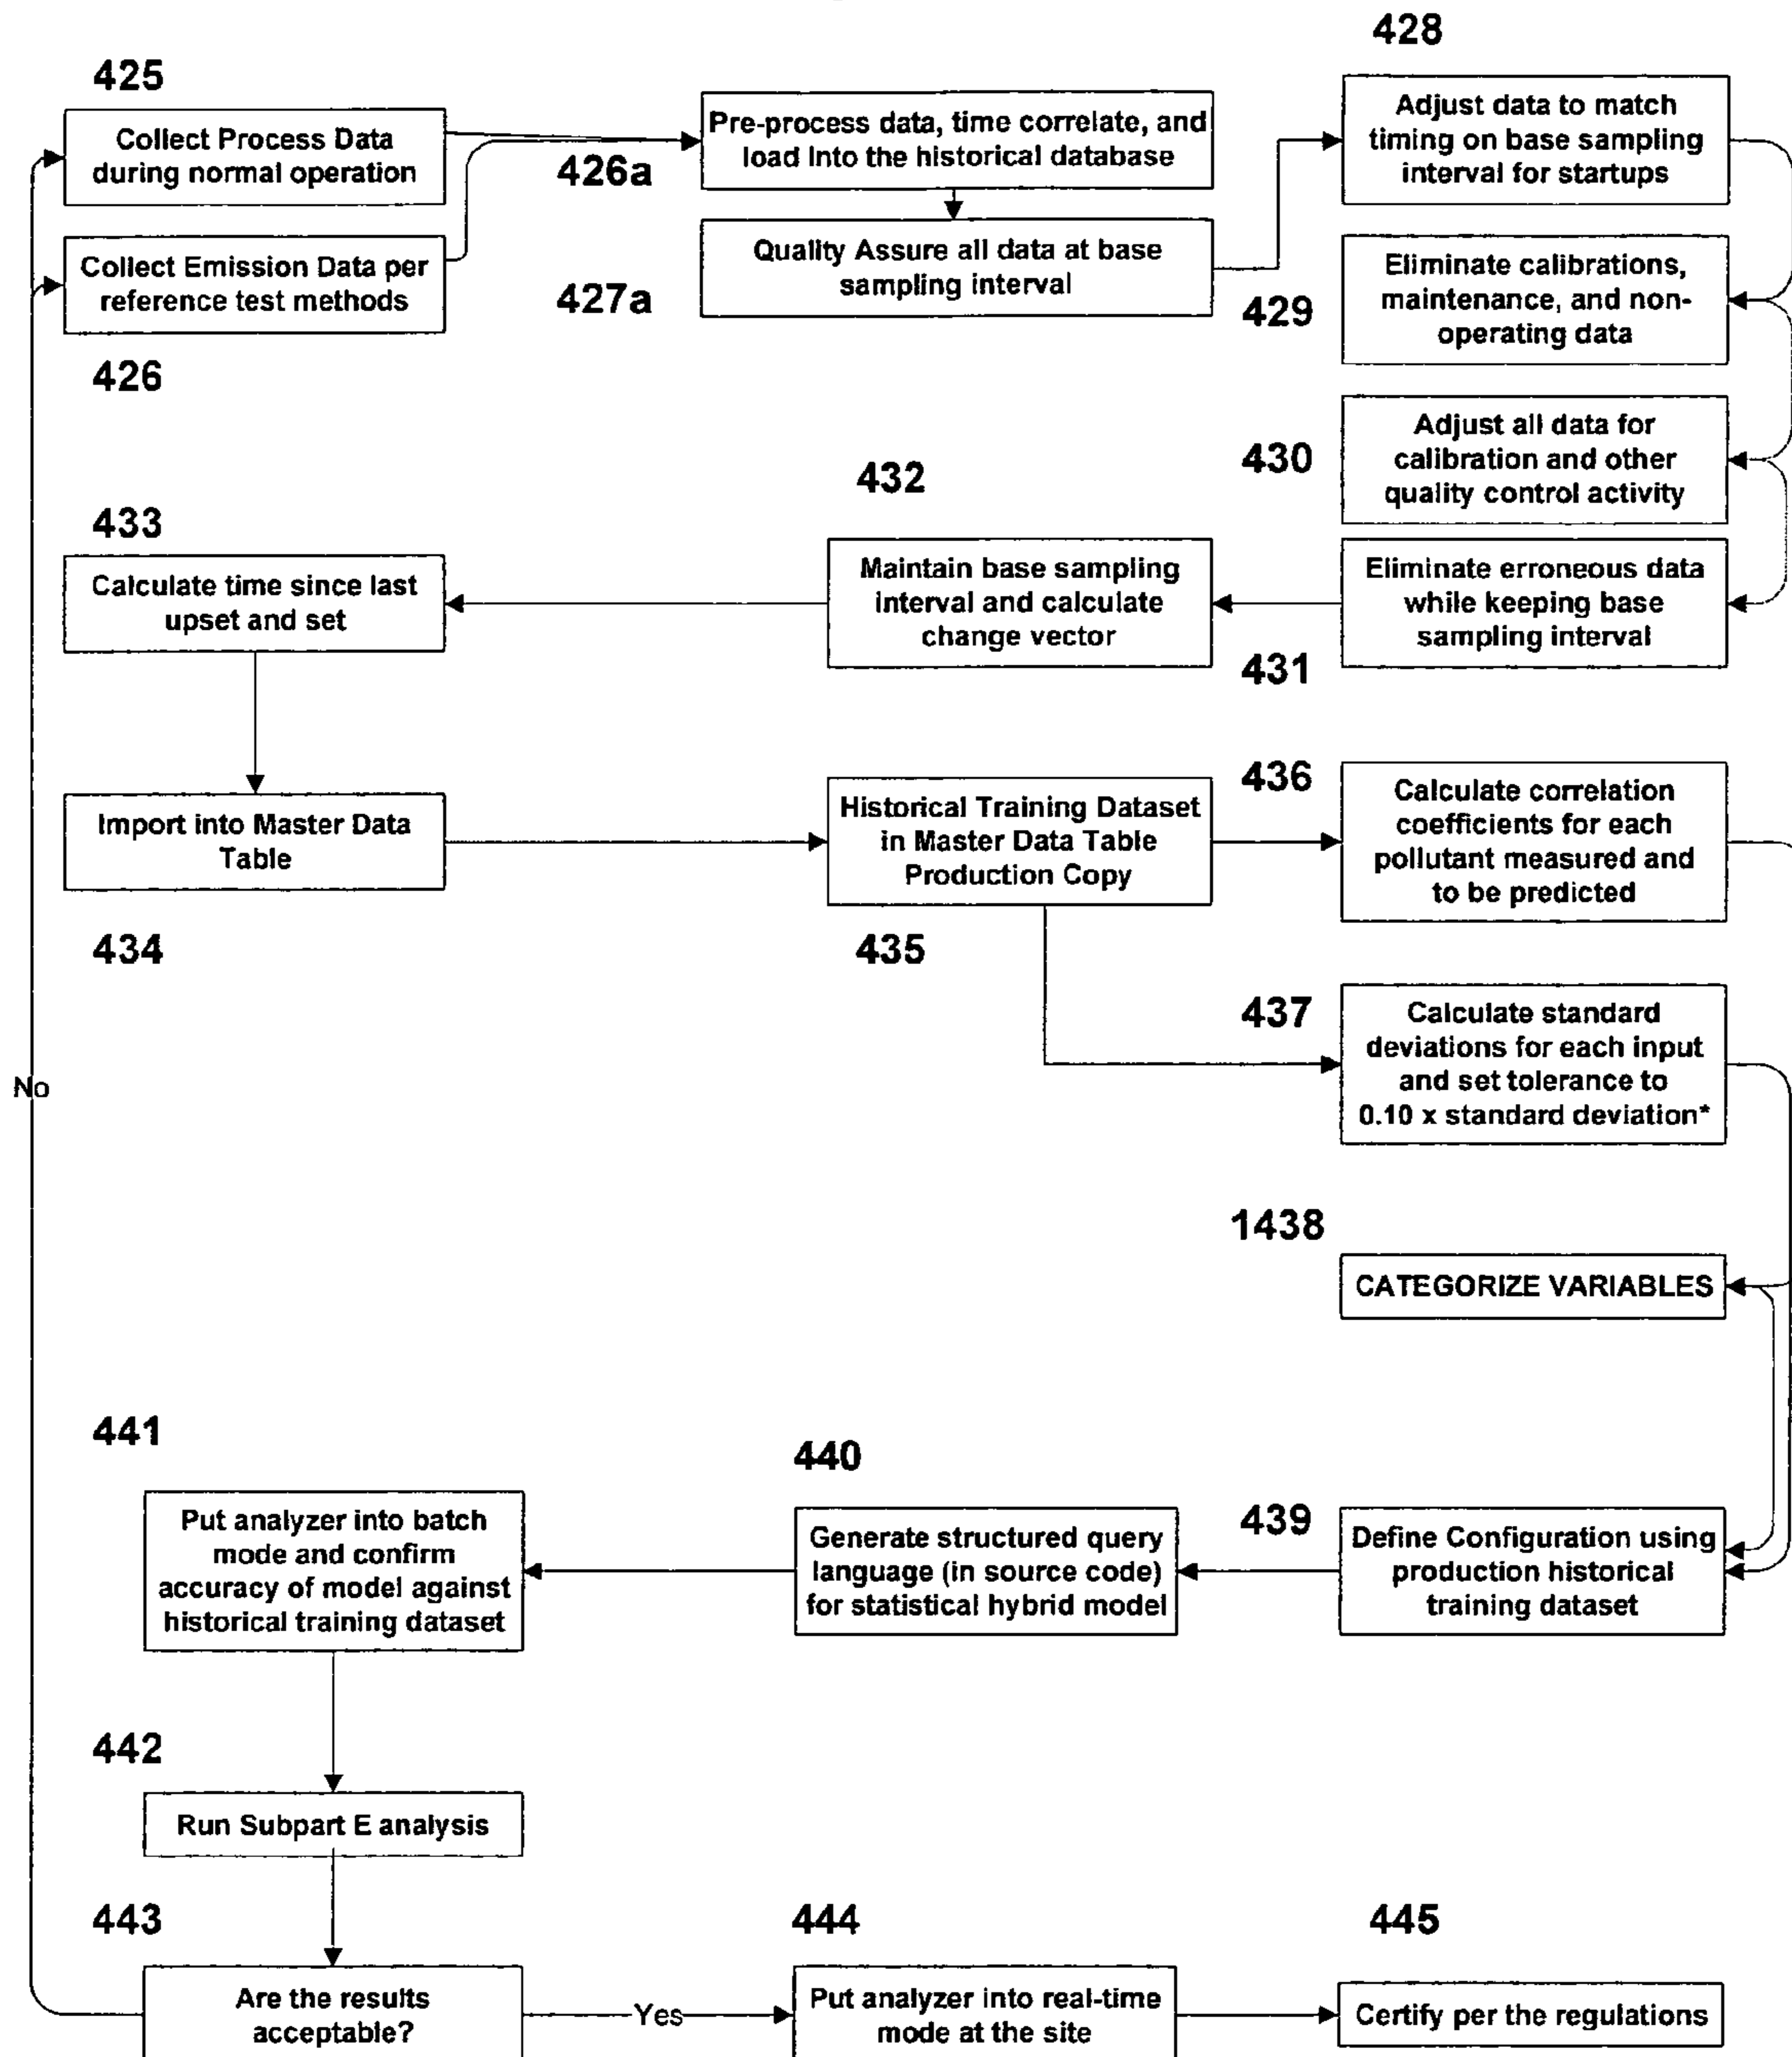 428
425
Collect Process Data
during normal operation
426a
Pre-process data, time correlate, and
load into the historical database
Adjust data to match
timing on base sampling
interval for startups
Collect Emission Data per
reference test methods
426
427a
Quality Assure all data at base
sampling interval
429
Eliminate calibrations,
maintenance, and non-
operating data
430
Adjust all data for
calibration and other
quality control activity
433
Calculate time since last
upset and set
432
Maintain base sampling
interval and calculate
change vector
Eliminate erroneous data
while keeping base
sampling interval
431
Import into Master Data
Table
434
Historical Training Dataset
in Master Data Table
Production Copy
435
436
Calculate correlation
coefficients for each
pollutant measured and
to be predicted
437
Calculate standard
deviations for each input
and set tolerance to
0.10 x standard deviation*
No
1438
CATEGORIZE VARIABLES
441
Put analyzer into batch
mode and confirm
accuracy of model against
historical training dataset
440
Generate structured query
language (in source code)
for statistical hybrid model
439
Define Configuration using
production historical
training dataset
442
Run Subpart E analysis
443
Are the results
acceptable?
Yes
444
Put analyzer into real-time
mode at the site
445
Certify per the regulations